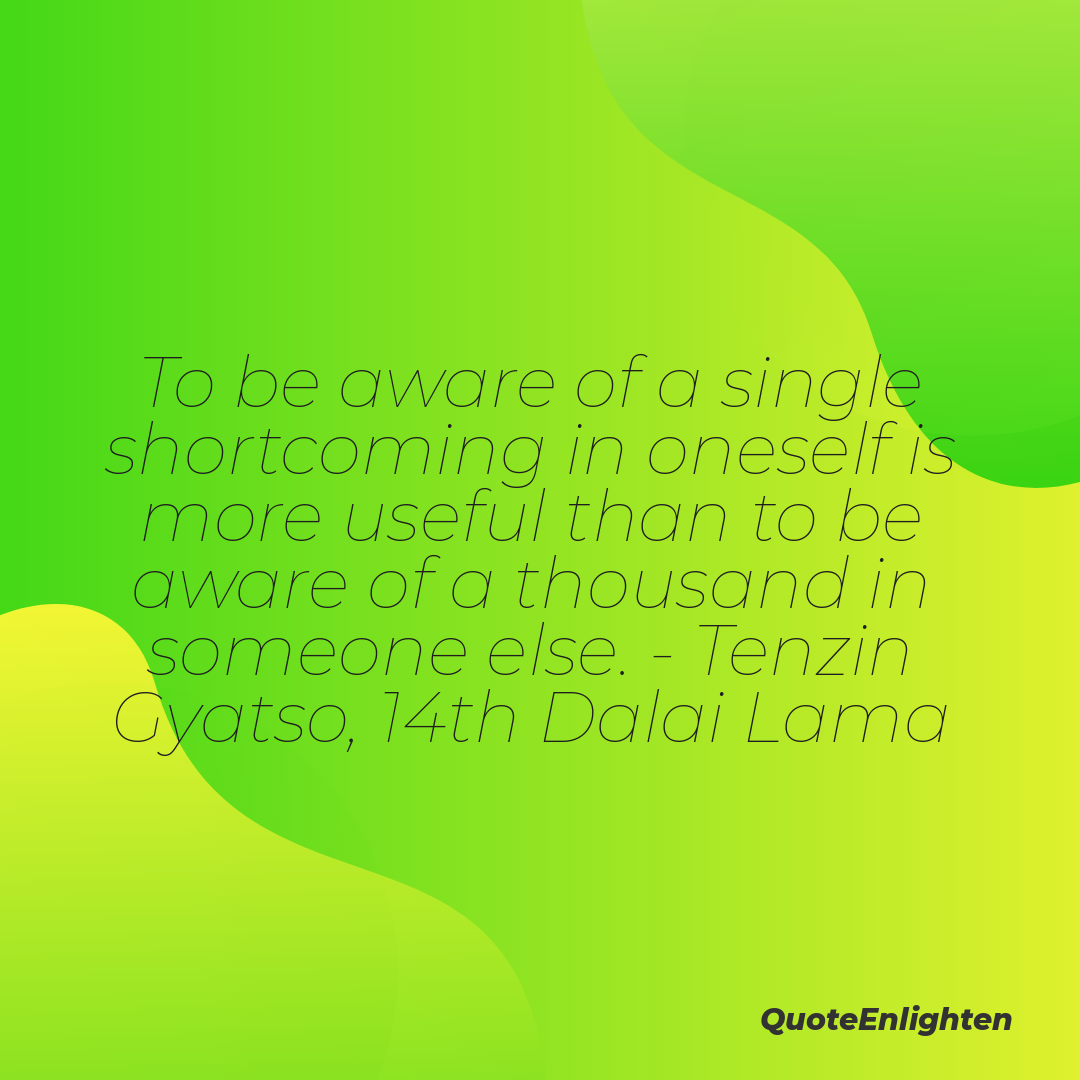 To be aware of a single
shortcoming in oneself is
more useful than to be
aware of a thousand in
someone else. - Tenzin
Gyatso, 14th Dalai Lama
QuoteEnlighten